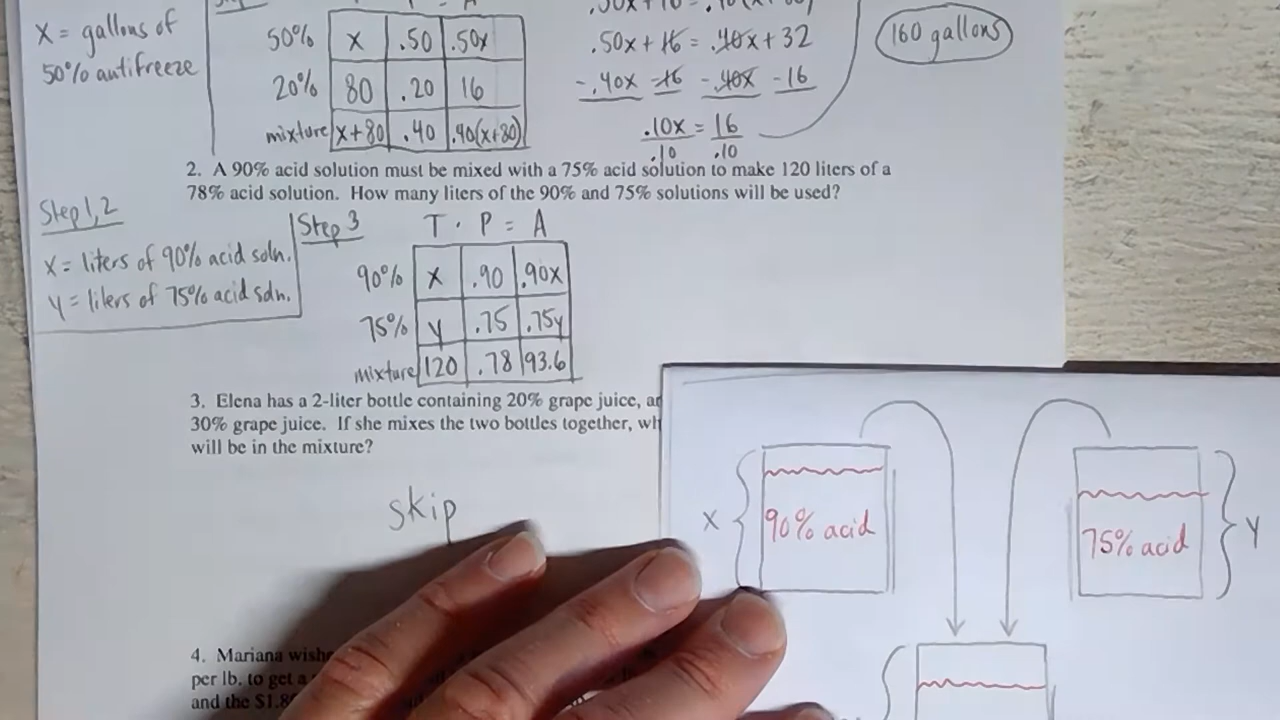 x = gallons of
50% antifreeze
50% x .50 .50x
20% 80 .20 16
mixture x+80 .40 .40(x+80)
.50x + 16 = .40x + 32
-.40x -16 = -.40x -16
.10x = 16
.10 .10
160 gallons
2. A 90% acid solution must be mixed with a 75% acid solution to make 120 liters of a
78% acid solution. How many liters of the 90% and 75% solutions will be used?
Step 1,2
x = liters of 90% acid soln.
y = liters of 75% acid soln.
Step 3
T · P = A
90% x .90 .90x
75% y .75 .75y
mixture 120 .78 93.6
3. Elena has a 2-liter bottle containing 20% grape juice,
30% grape juice. If she mixes the two bottles together,
will be in the mixture?
skip
4. Mariana
per lb. to get a
and the
x 90% acid
75% acid y